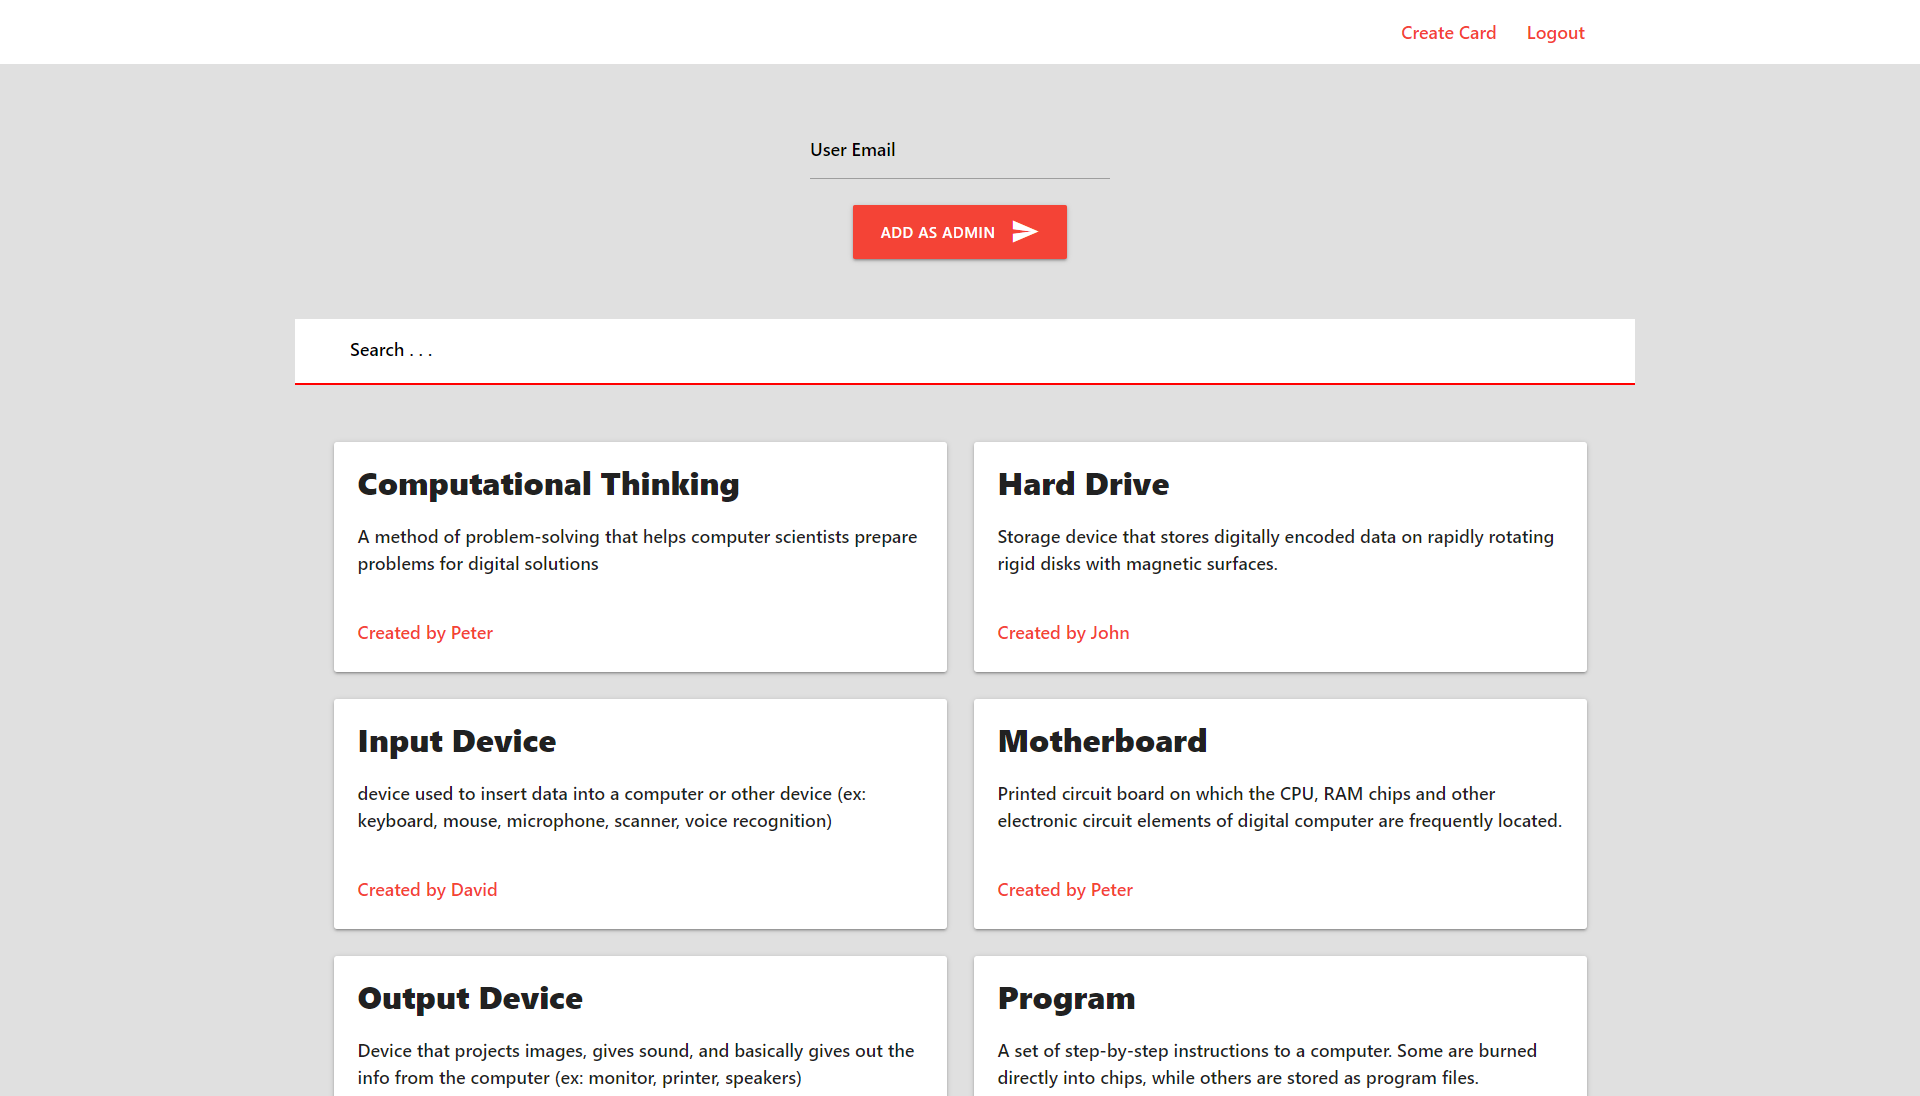 Create Card Logout
User Email
ADD AS ADMIN
Search . . .
Computational Thinking
A method of problem-solving that helps computer scientists prepare
problems for digital solutions
Created by Peter
Hard Drive
Storage device that stores digitally encoded data on rapidly rotating
rigid disks with magnetic surfaces.
Created by John
Input Device
device used to insert data into a computer or other device (ex:
keyboard, mouse, microphone, scanner, voice recognition)
Created by David
Motherboard
Printed circuit board on which the CPU, RAM chips and other
electronic circuit elements of digital computer are frequently located.
Created by Peter
Output Device
Device that projects images, gives sound, and basically gives out the
info from the computer (ex: monitor, printer, speakers)
Program
A set of step-by-step instructions to a computer. Some are burned
directly into chips, while others are stored as program files.